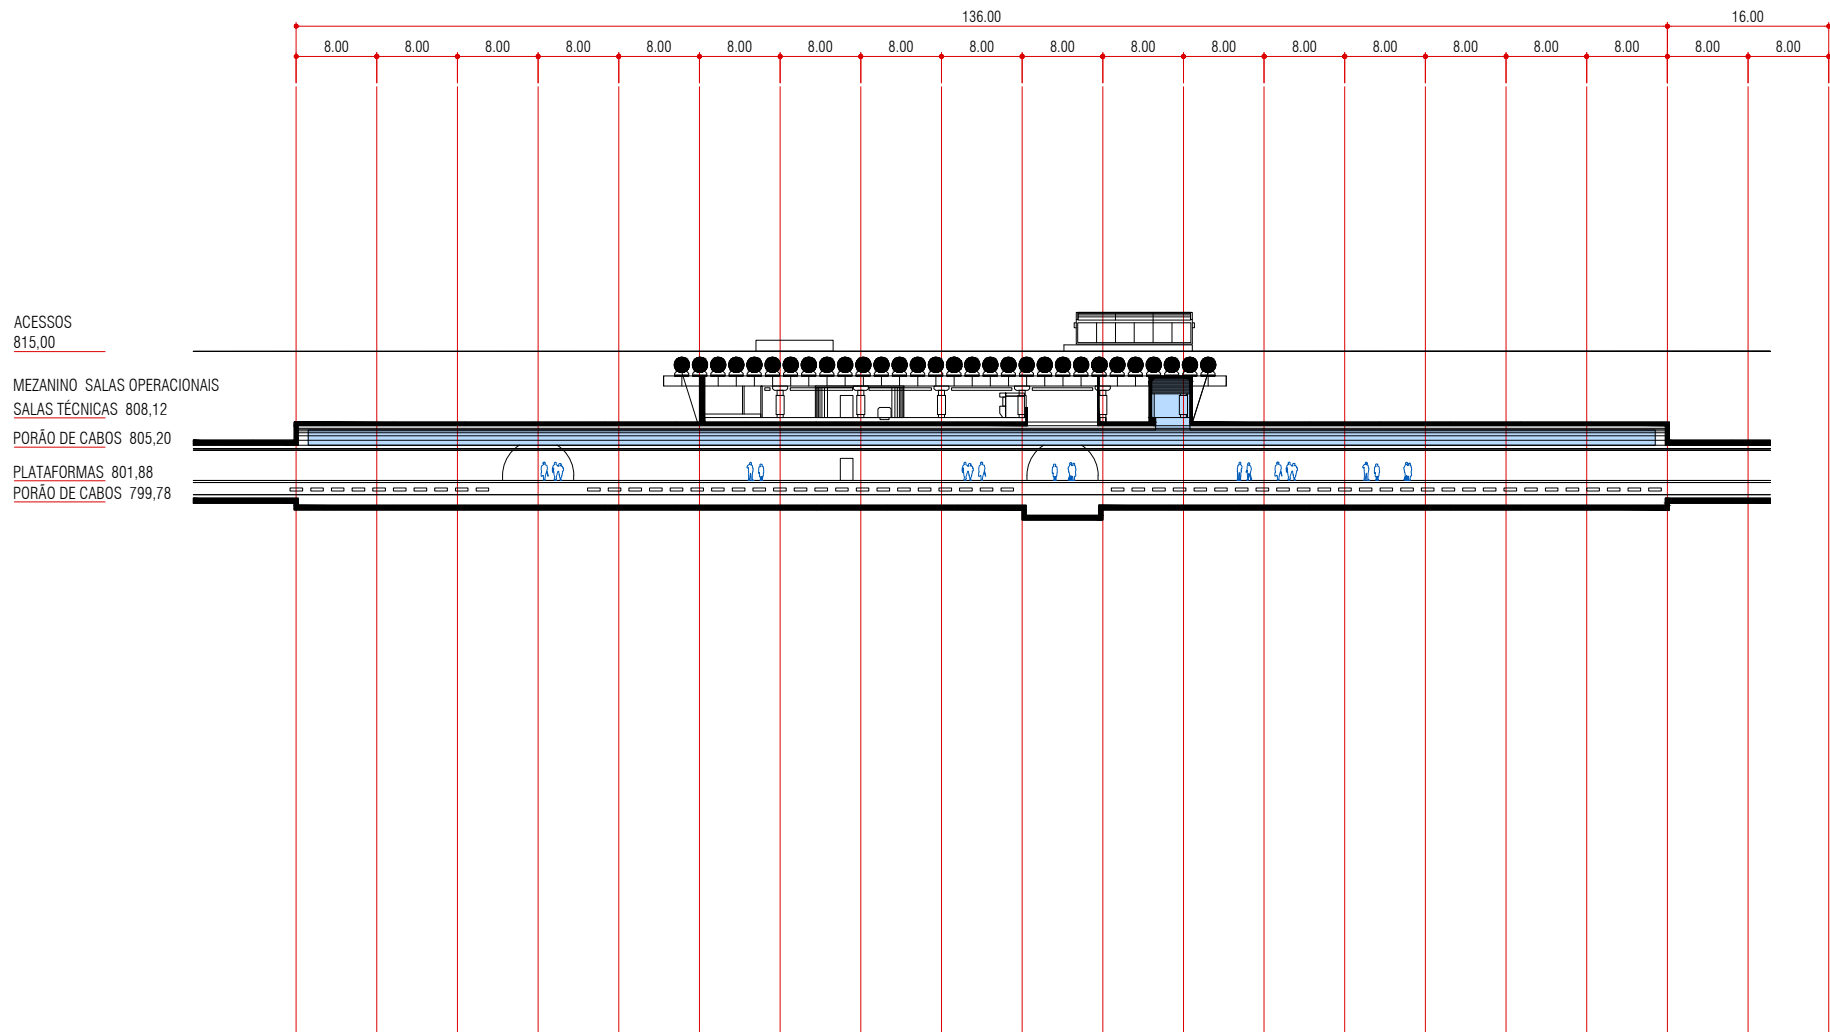 136.00 16.00
8.00 8.00 8.00 8.00 8.00 8.00 8.00 8.00 8.00 8.00 8.00 8.00 8.00 8.00 8.00 8.00 8.00 8.00 8.00
ACESSOS
815,00
MEZANINO SALAS OPERACIONAIS
SALAS TÉCNICAS 808,12
PORÃO DE CABOS 805,20
PLATAFORMAS 801,88
PORÃO DE CABOS 799,78